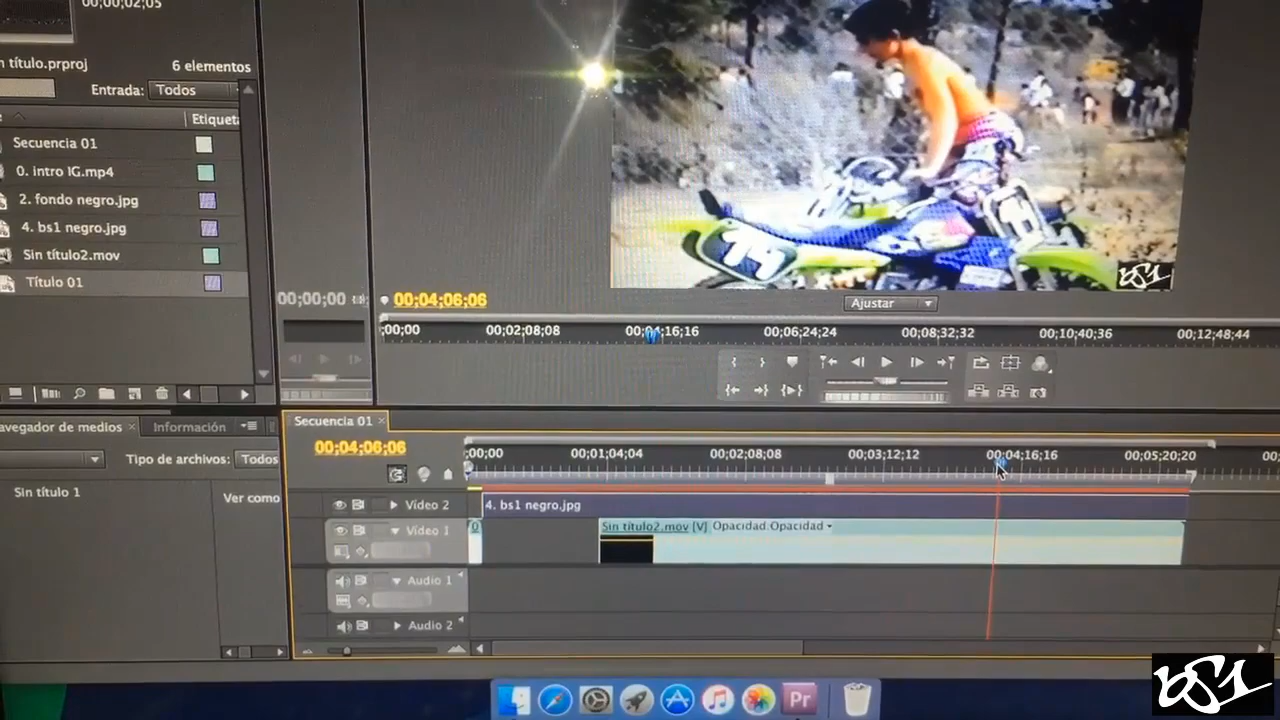 00;00;02;05
n título.prproj
6 elementos
Entrada: Todos
Etiqueta
Secuencia 01
0. intro IG.mp4
2. fondo negro.jpg
4. bs1 negro.jpg
Sin título2.mov
Título 01
14
bS1
00;00;00
00;04;06;06
Ajustar
;00;00 00;02;08;08 00;04;16;16 00;06;24;24 00;08;32;32 00;10;40;36 00;12;48;44
avegador de medios × Información
Secuencia 01 ×
Tipo de archivos: Todos
00;04;06;06
;00;00 00;01;04;04 00;02;08;08 00;03;12;12 00;04;16;16 00;05;20;20 00;
Sin título 1
Ver como
Vídeo 2
4. bs1 negro.jpg
Vídeo 1
0
Sin título2.mov [V] Opacidad:Opacidad
Audio 1
Audio 2
Pr
bS1